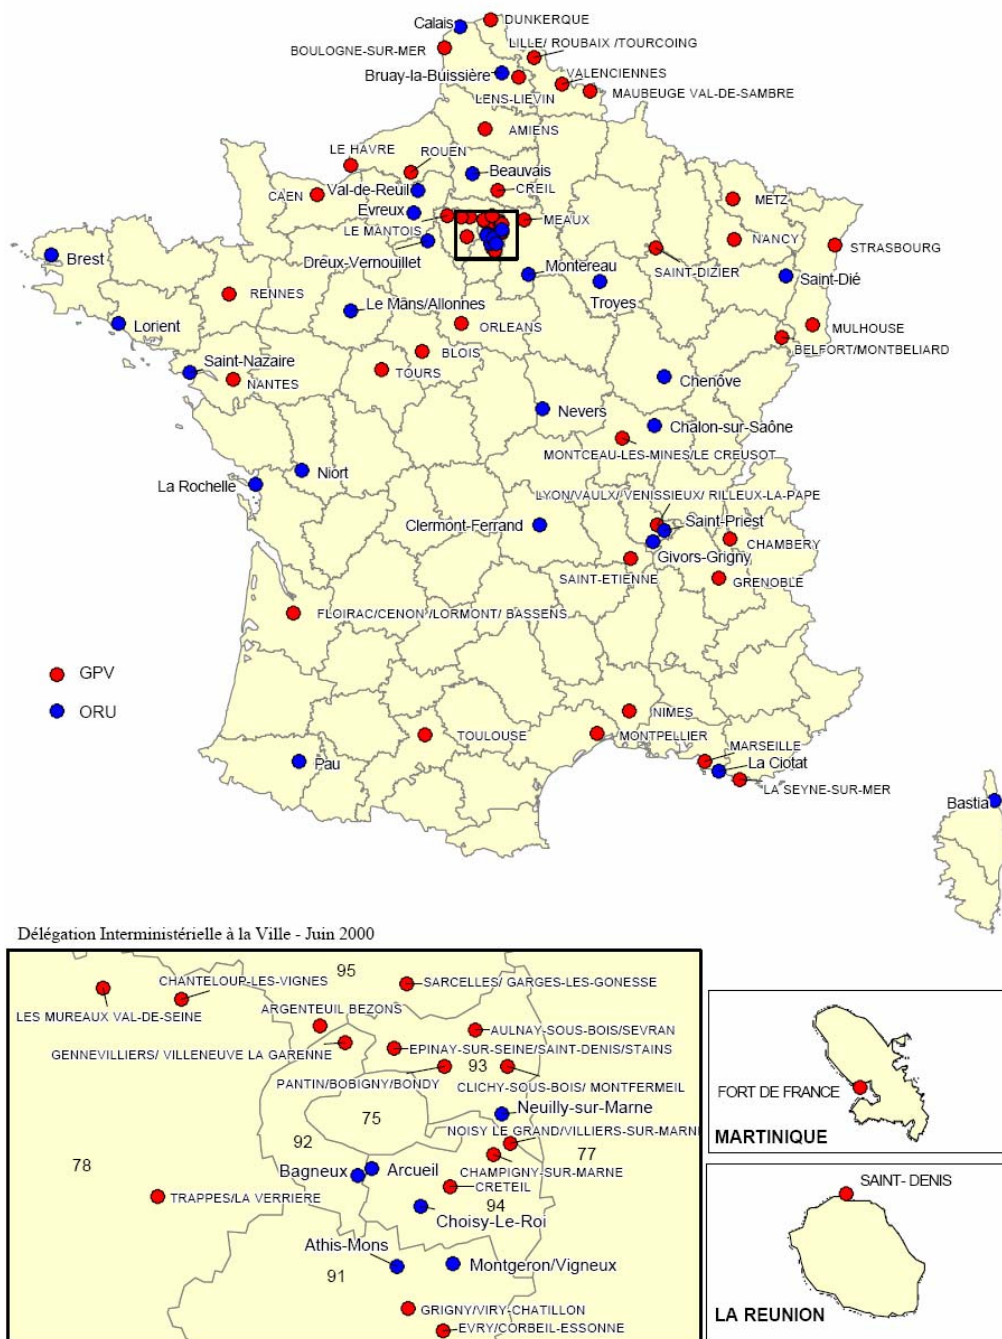 Calais
DUNKERQUE
BOULOGNE-SUR-MER
LILLE/ ROUBAIX /TOURCOING
Bruay-la-Buissière
VALENCIENNES
LENS-LIEVIN
MAUBEUGE VAL-DE-SAMBRE
AMIENS
LE HAVRE
ROUEN
Beauvais
CAEN
Val-de-Reuil
CREIL
METZ
Evreux
MEAUX
LE MANTOIS
NANCY
STRASBOURG
Brest
Dreux-Vernouillet
Montereau
SAINT-DIZIER
Saint-Dié
RENNES
Le Mans/Allonnes
Troyes
Lorient
ORLEANS
MULHOUSE
BELFORT/MONTBELIARD
Saint-Nazaire
BLOIS
TOURS
NANTES
Chenôve
Nevers
Chalon-sur-Saône
MONTCEAU-LES-MINES/LE CREUSOT
Niort
La Rochelle
LYON/VAULX/ VENISSIEUX/ RILLEUX-LA-PAPE
Clermont-Ferrand
Saint-Priest
CHAMBERY
Givors-Grigny
SAINT-ETIENNE
GRENOBLE
FLOIRAC/CENON /LORMONT/ BASSENS
GPV
ORU
NIMES
TOULOUSE
MONTPELLIER
MARSEILLE
Pau
La Ciotat
LA SEYNE-SUR-MER
Bastia
Délégation Interministérielle à la Ville - Juin 2000
95
CHANTELOUP-LES-VIGNES
SARCELLES/ GARGES-LES-GONESSE
LES MUREAUX VAL-DE-SEINE
ARGENTEUIL BEZONS
AULNAY-SOUS-BOIS/SEVRAN
GENNEVILLIERS/ VILLENEUVE LA GARENNE
EPINAY-SUR-SEINE/SAINT-DENIS/STAINS
93
PANTIN/BOBIGNY/BONDY
CLICHY-SOUS-BOIS/ MONTFERMEIL
75
Neuilly-sur-Marne
92
NOISY LE GRAND/VILLIERS-SUR-MARNE
78
77
Bagneux
Arcueil
CHAMPIGNY-SUR-MARNE
CRETEIL
TRAPPES/LA VERRIERE
94
Choisy-Le-Roi
Athis-Mons
91
Montgeron/Vigneux
GRIGNY/VIRY-CHATILLON
EVRY/CORBEIL-ESSONNE
FORT DE FRANCE
MARTINIQUE
SAINT- DENIS
LA REUNION